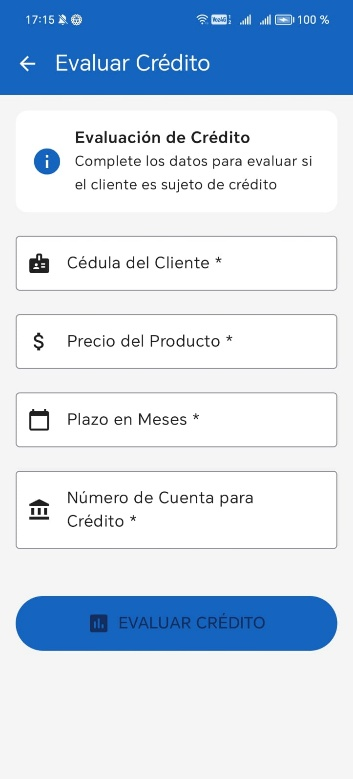 17:15 100 %
Evaluar Crédito
Evaluación de Crédito
Complete los datos para evaluar si
el cliente es sujeto de crédito
Cédula del Cliente *
Precio del Producto *
Plazo en Meses *
Número de Cuenta para
Crédito *
EVALUAR CRÉDITO